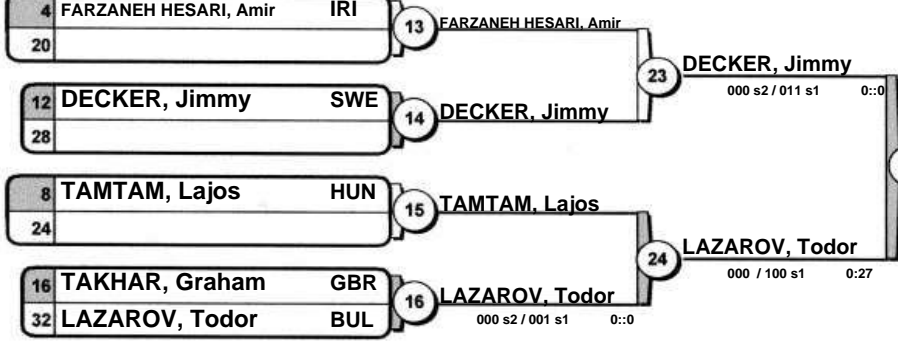 4 FARZANEH HESARI, Amir IRI
20
13 FARZANEH HESARI, Amir
12 DECKER, Jimmy SWE
28
14 DECKER, Jimmy
23 DECKER, Jimmy
000 s2 / 011 s1 0::0
8 TAMTAM, Lajos HUN
24
15 TAMTAM, Lajos
16 TAKHAR, Graham GBR
32 LAZAROV, Todor BUL
16 LAZAROV, Todor
000 s2 / 001 s1 0::0
24 LAZAROV, Todor
000 / 100 s1 0:27